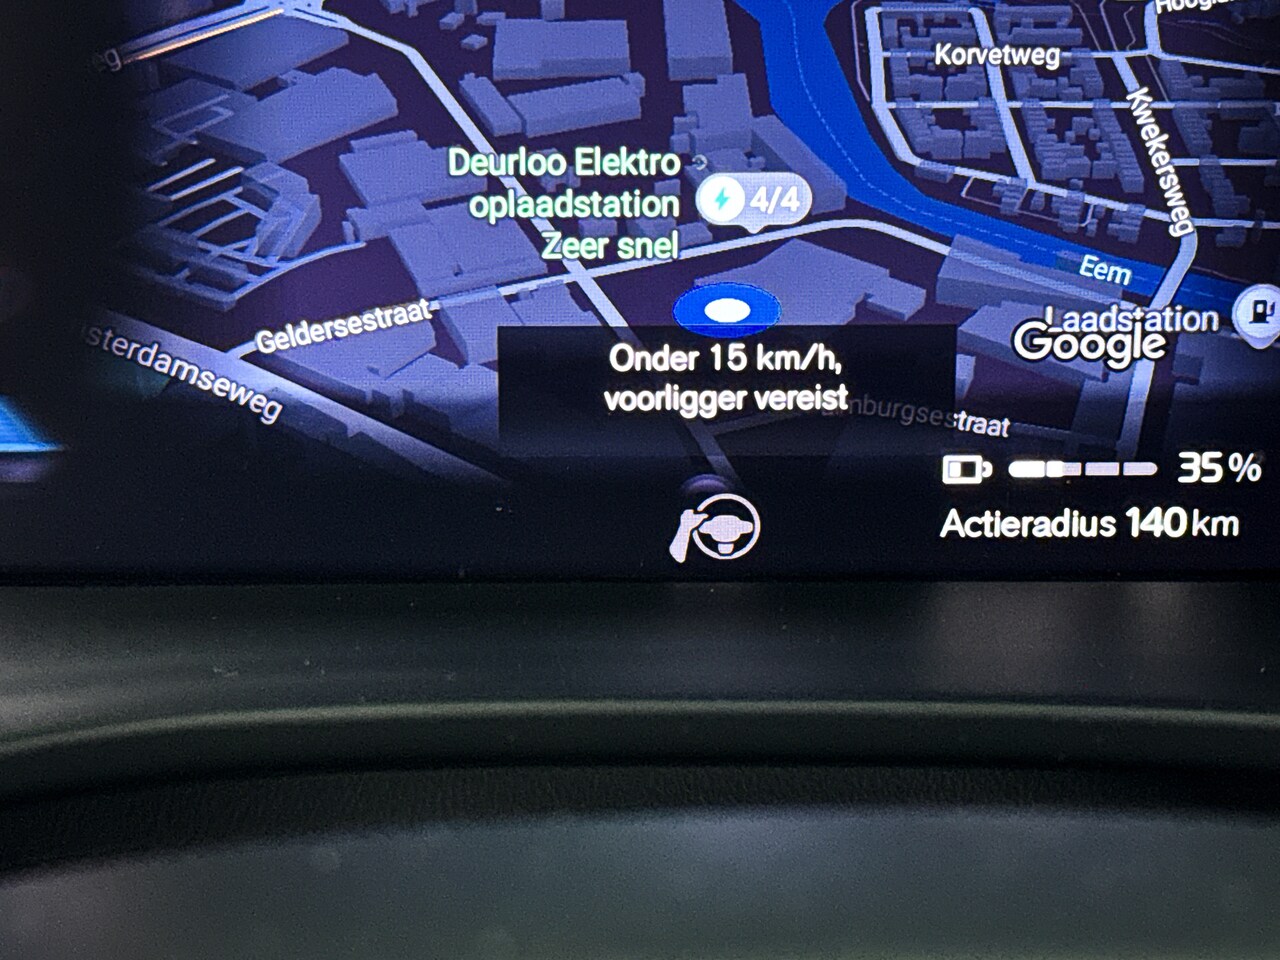 Korvetweg
Kwekersweg
Deurloo Elektro
oplaadstation
Zeer snel
4/4
Eem
Geldersestraat
sterdamseweg
Laadstation
Google
Onder 15 km/h,
voorligger vereist
mburgsestraat
35%
Actieradius 140 km